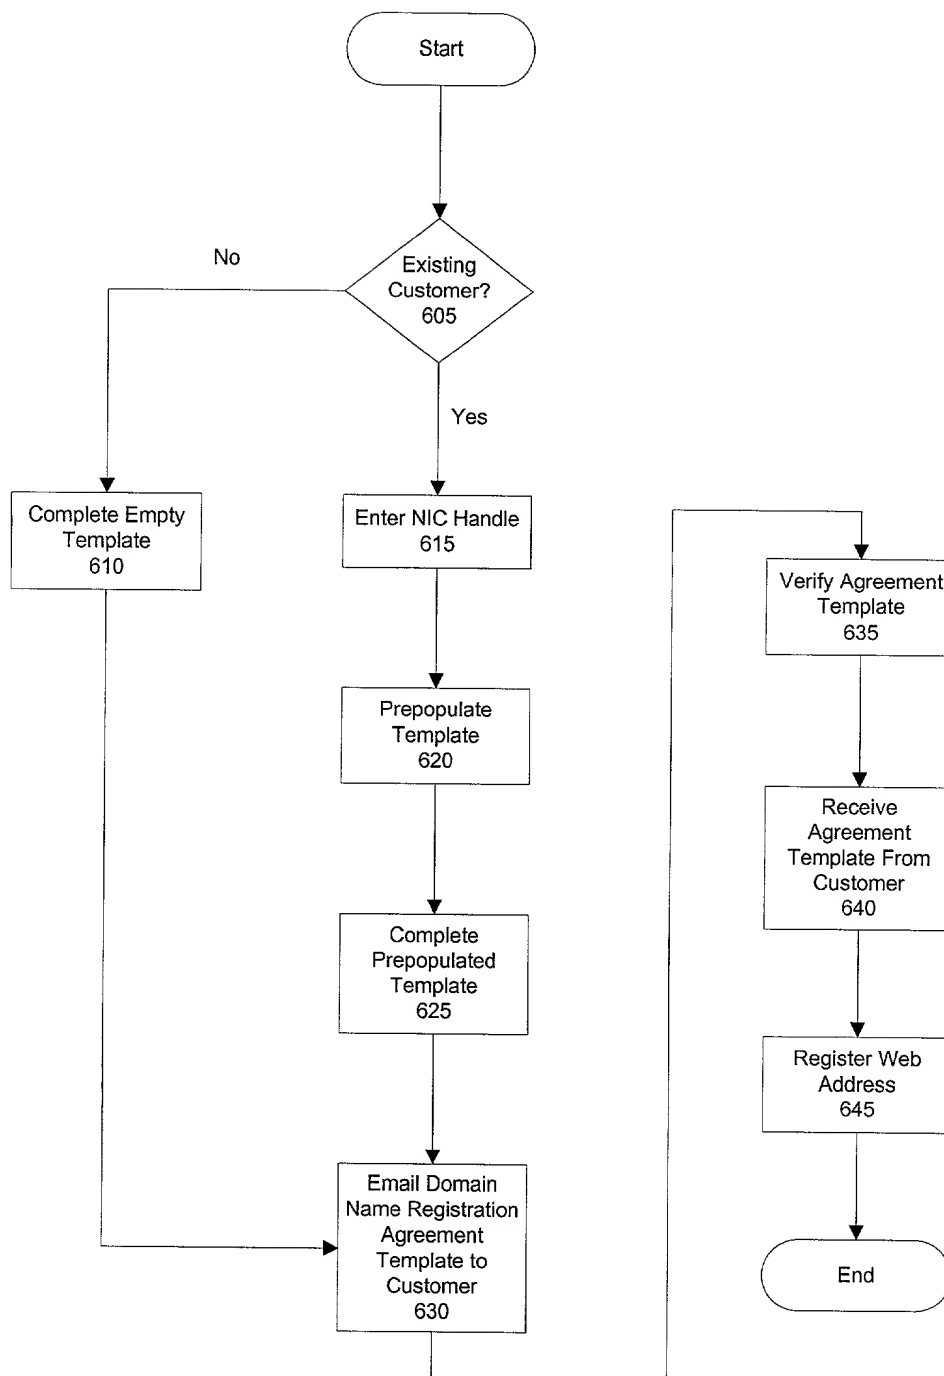 Start
Existing
Customer?
605
No
Yes
Complete Empty
Template
610
Enter NIC Handle
615
Prepopulate
Template
620
Complete
Prepopulated
Template
625
Email Domain
Name Registration
Agreement
Template to
Customer
630
Verify Agreement
Template
635
Receive
Agreement
Template From
Customer
640
Register Web
Address
645
End